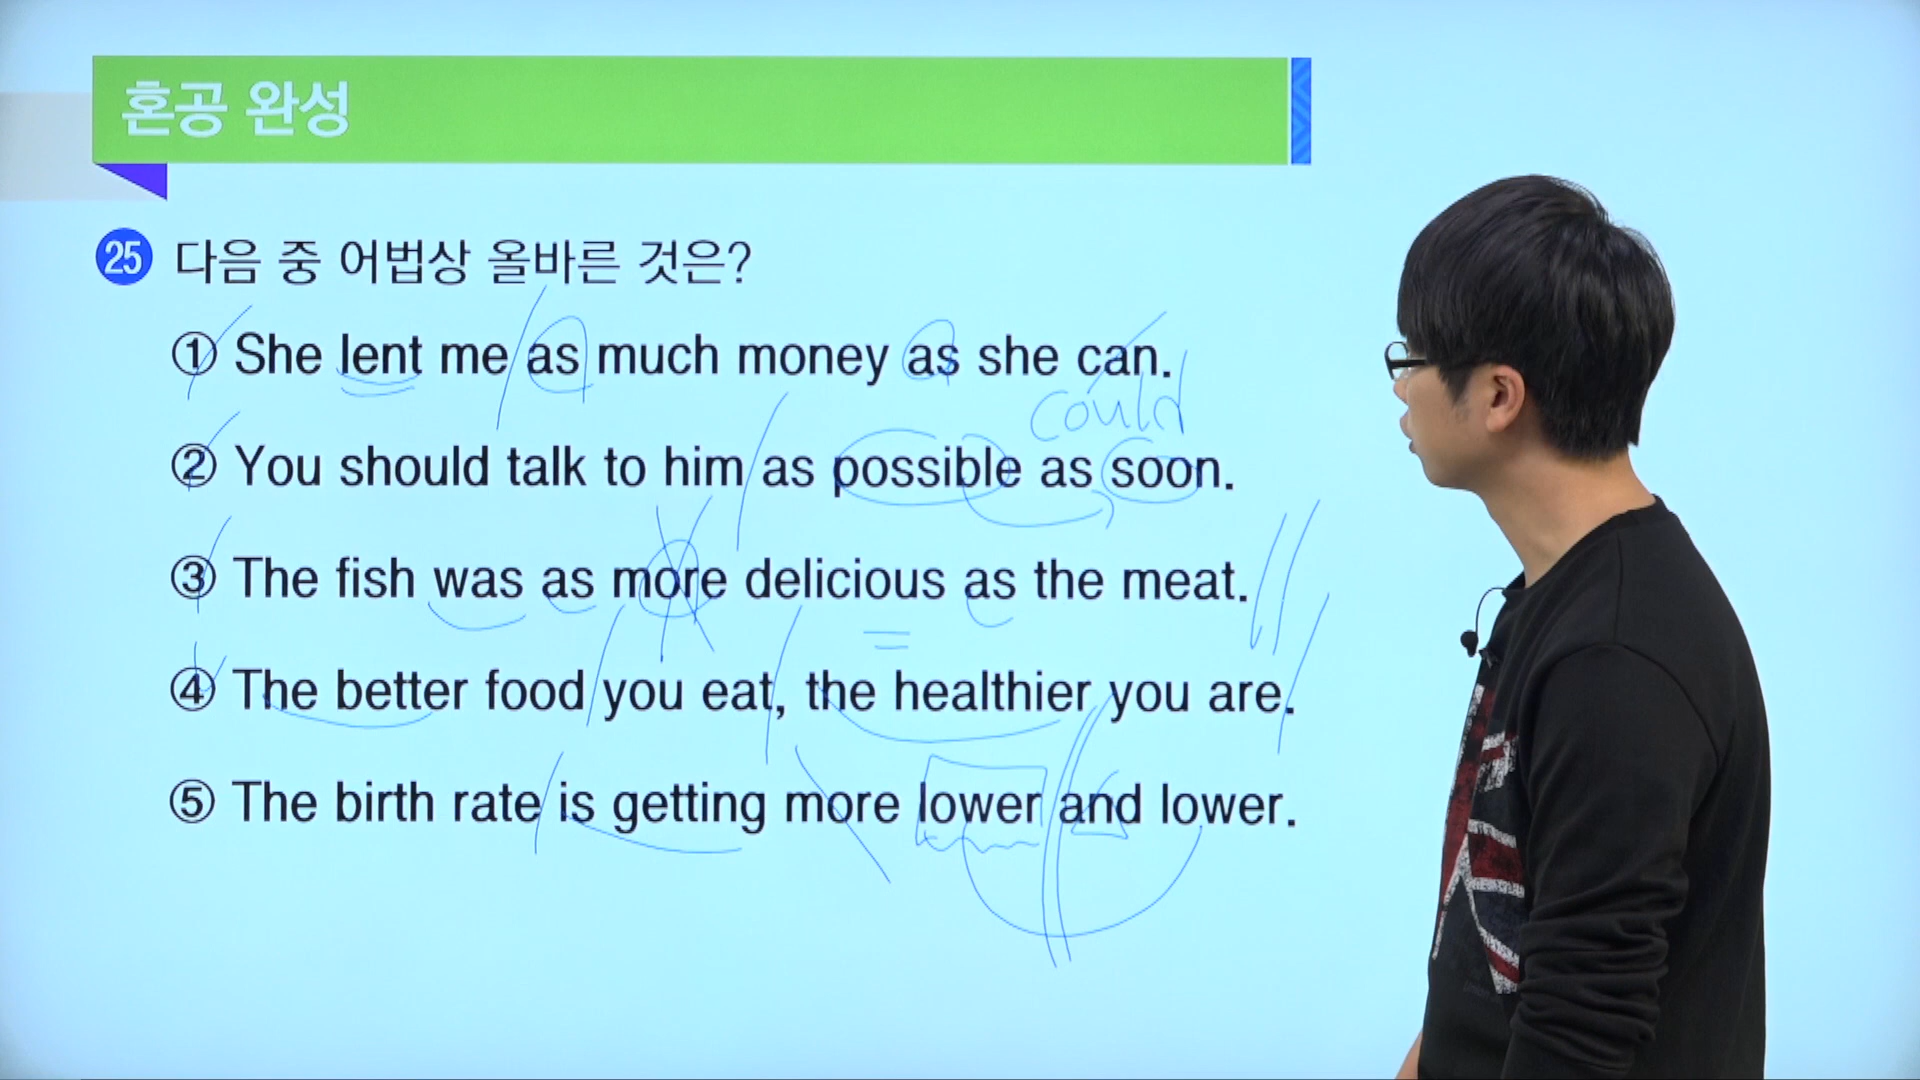 혼공 완성
25 다음 중 어법상 올바른 것은?
① She lent me as much money as she can.
could
② You should talk to him as possible as soon.
③ The fish was as more delicious as the meat.
④ The better food you eat, the healthier you are.
⑤ The birth rate is getting more lower and lower.